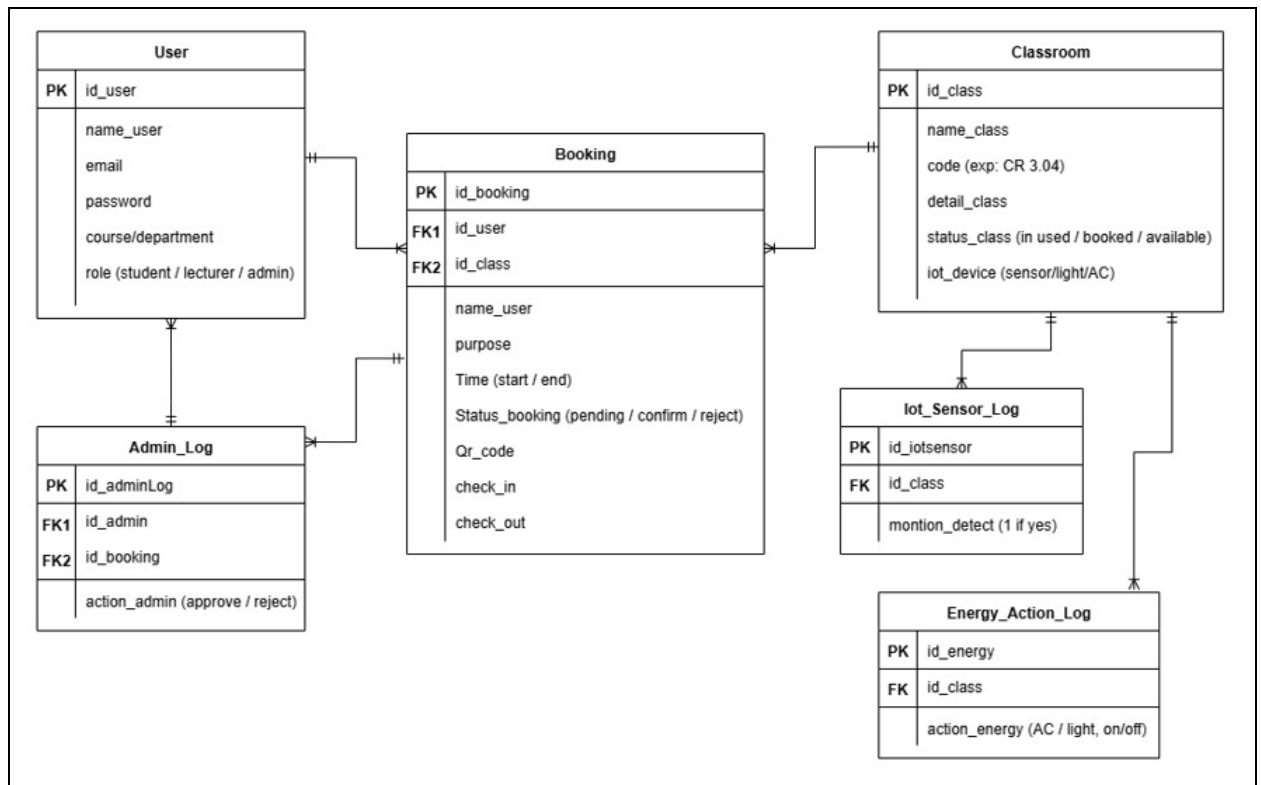 User
PK id_user
name_user
email
password
course/department
role (student / lecturer / admin)
Booking
PK id_booking
FK1 id_user
FK2 id_class
name_user
purpose
Time (start / end)
Status_booking (pending / confirm / reject)
Qr_code
check_in
check_out
Classroom
PK id_class
name_class
code (exp: CR 3.04)
detail_class
status_class (in used / booked / available)
iot_device (sensor/light/AC)
Admin_Log
PK id_adminLog
FK1 id_admin
FK2 id_booking
action_admin (approve / reject)
Iot_Sensor_Log
PK id_iotsensor
FK id_class
montion_detect (1 if yes)
Energy_Action_Log
PK id_energy
FK id_class
action_energy (AC / light, on/off)